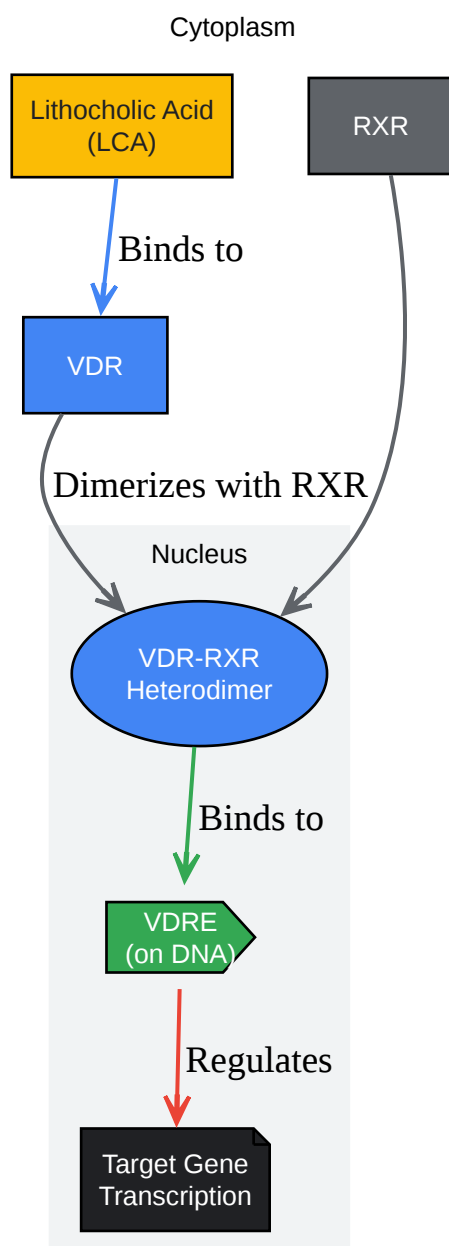 Cytoplasm
Lithocholic Acid
(LCA)
RXR
Binds to
VDR
Dimerizes with RXR
Nucleus
VDR-RXR
Heterodimer
Binds to
VDRE
(on DNA)
Regulates
Target Gene
Transcription